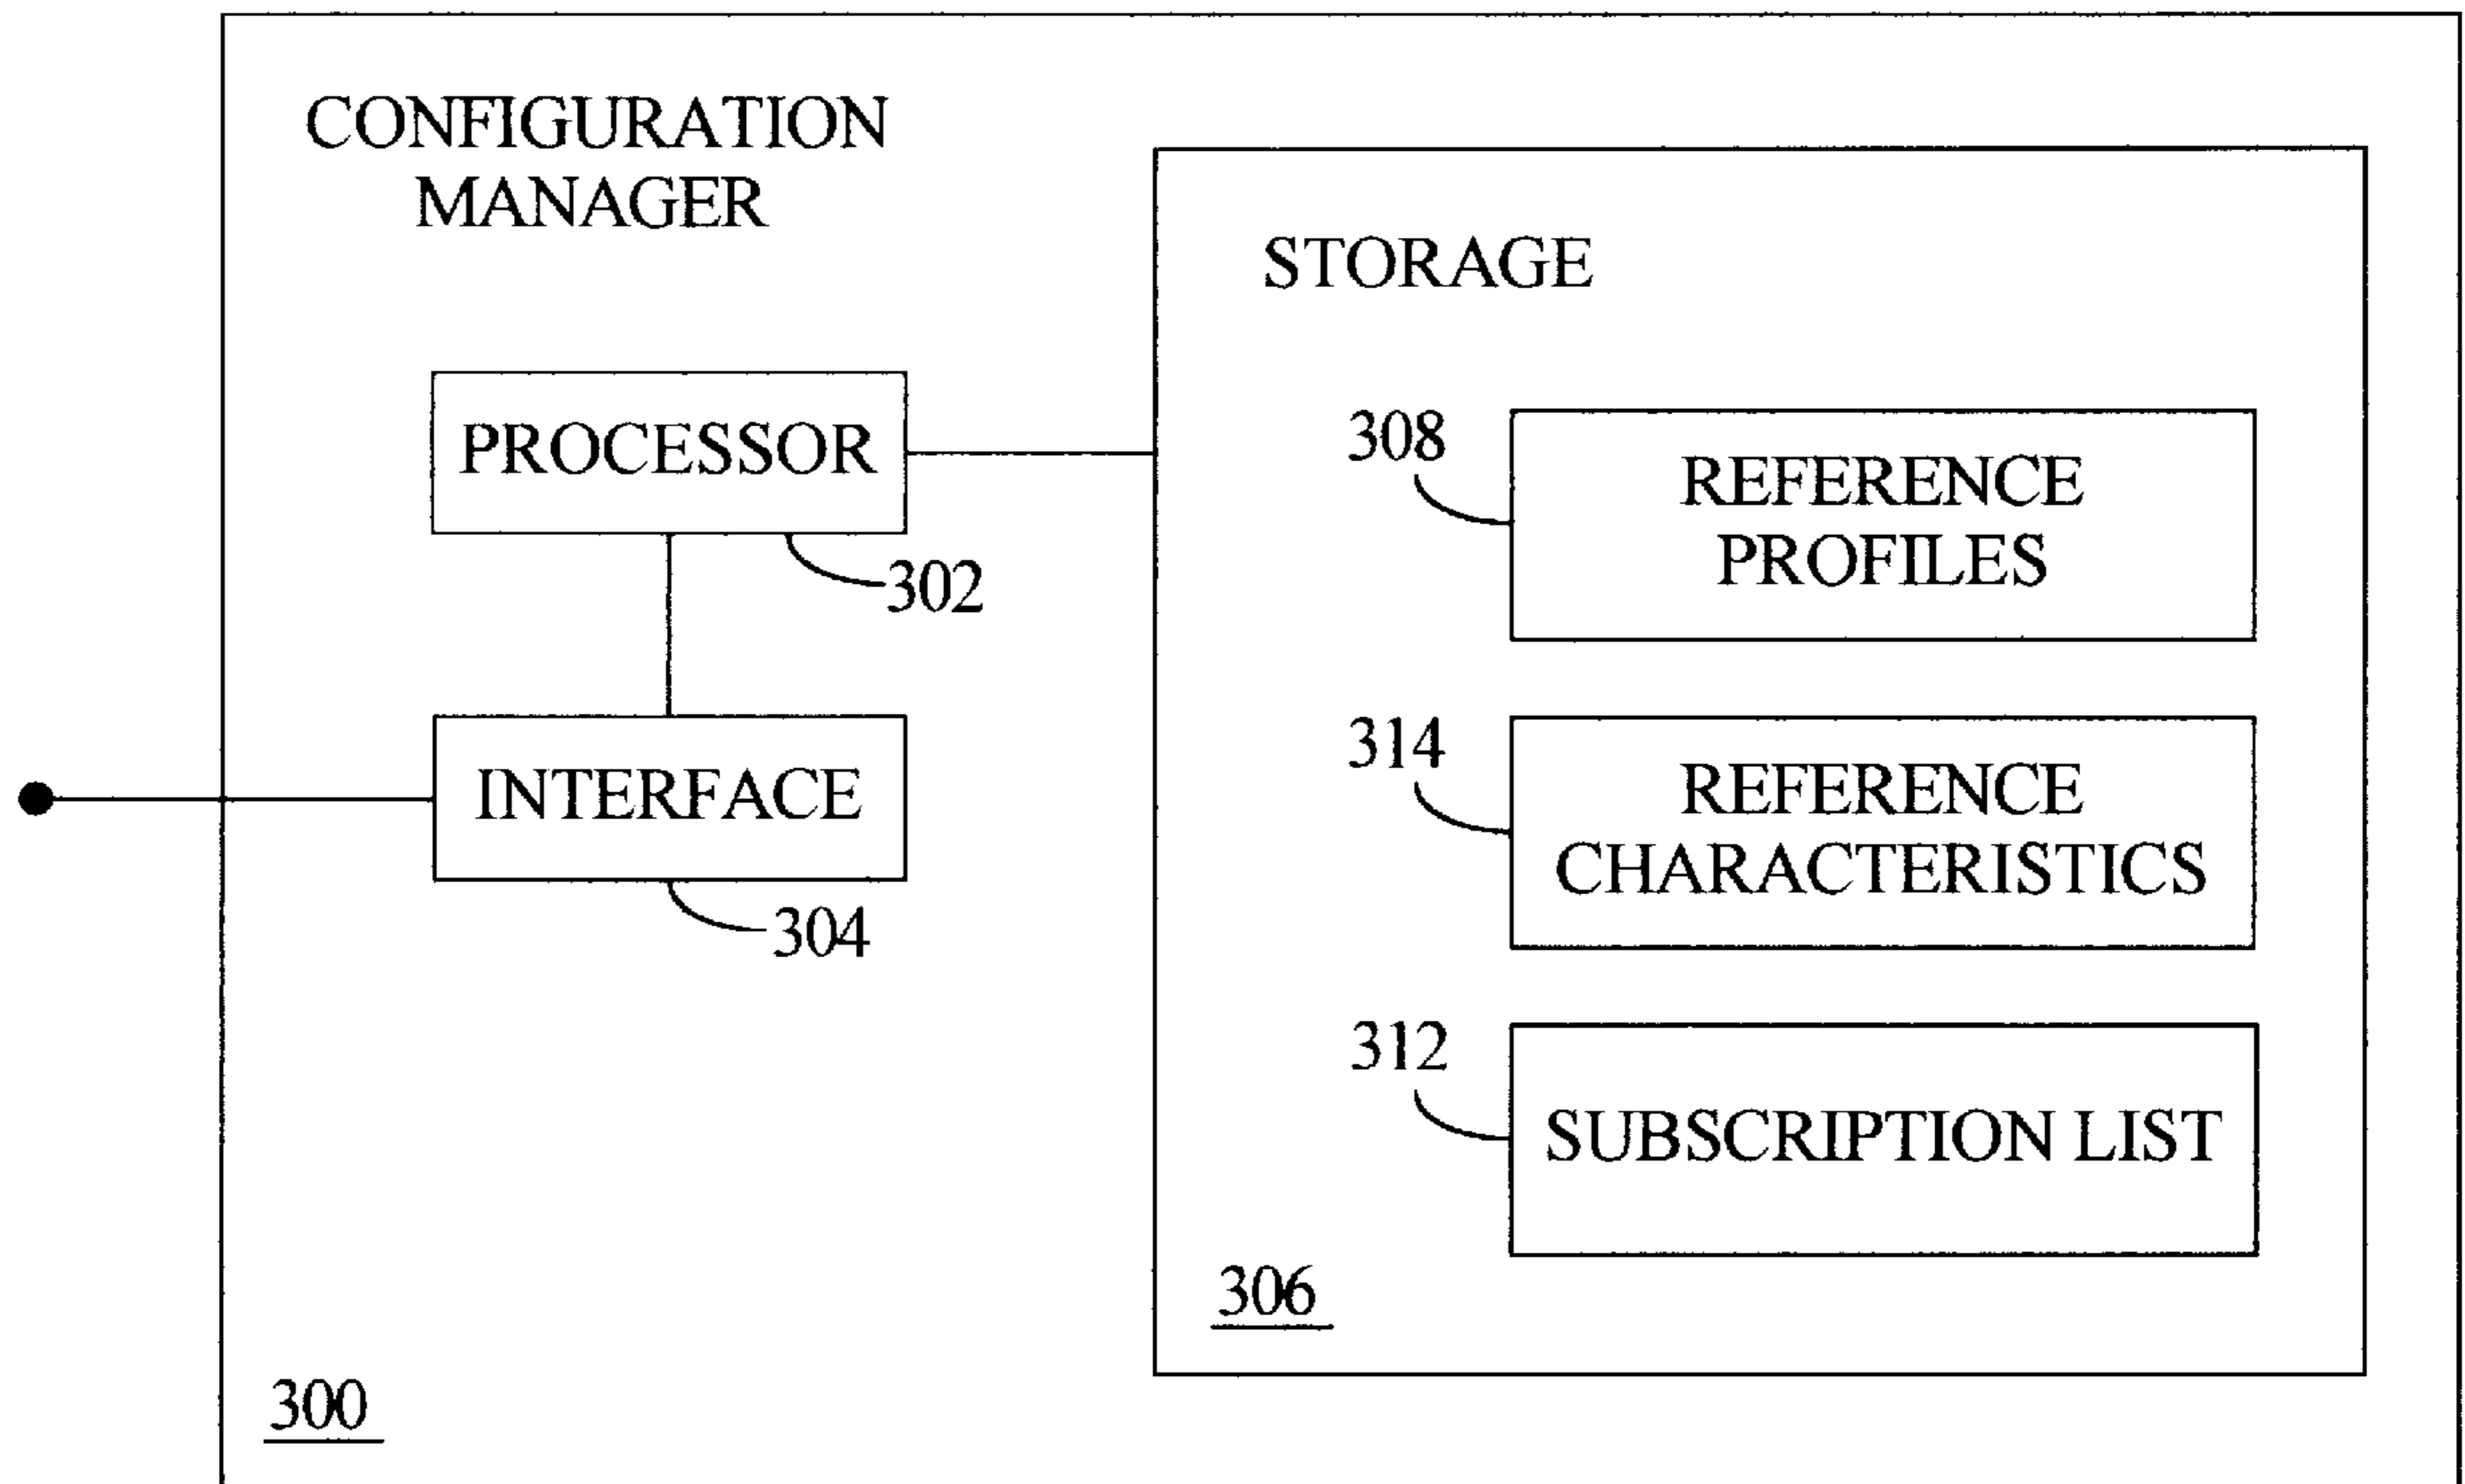 CONFIGURATION
MANAGER
STORAGE
PROCESSOR
302
INTERFACE
304
308
REFERENCE
PROFILES
314
REFERENCE
CHARACTERISTICS
312
SUBSCRIPTION LIST
306
300